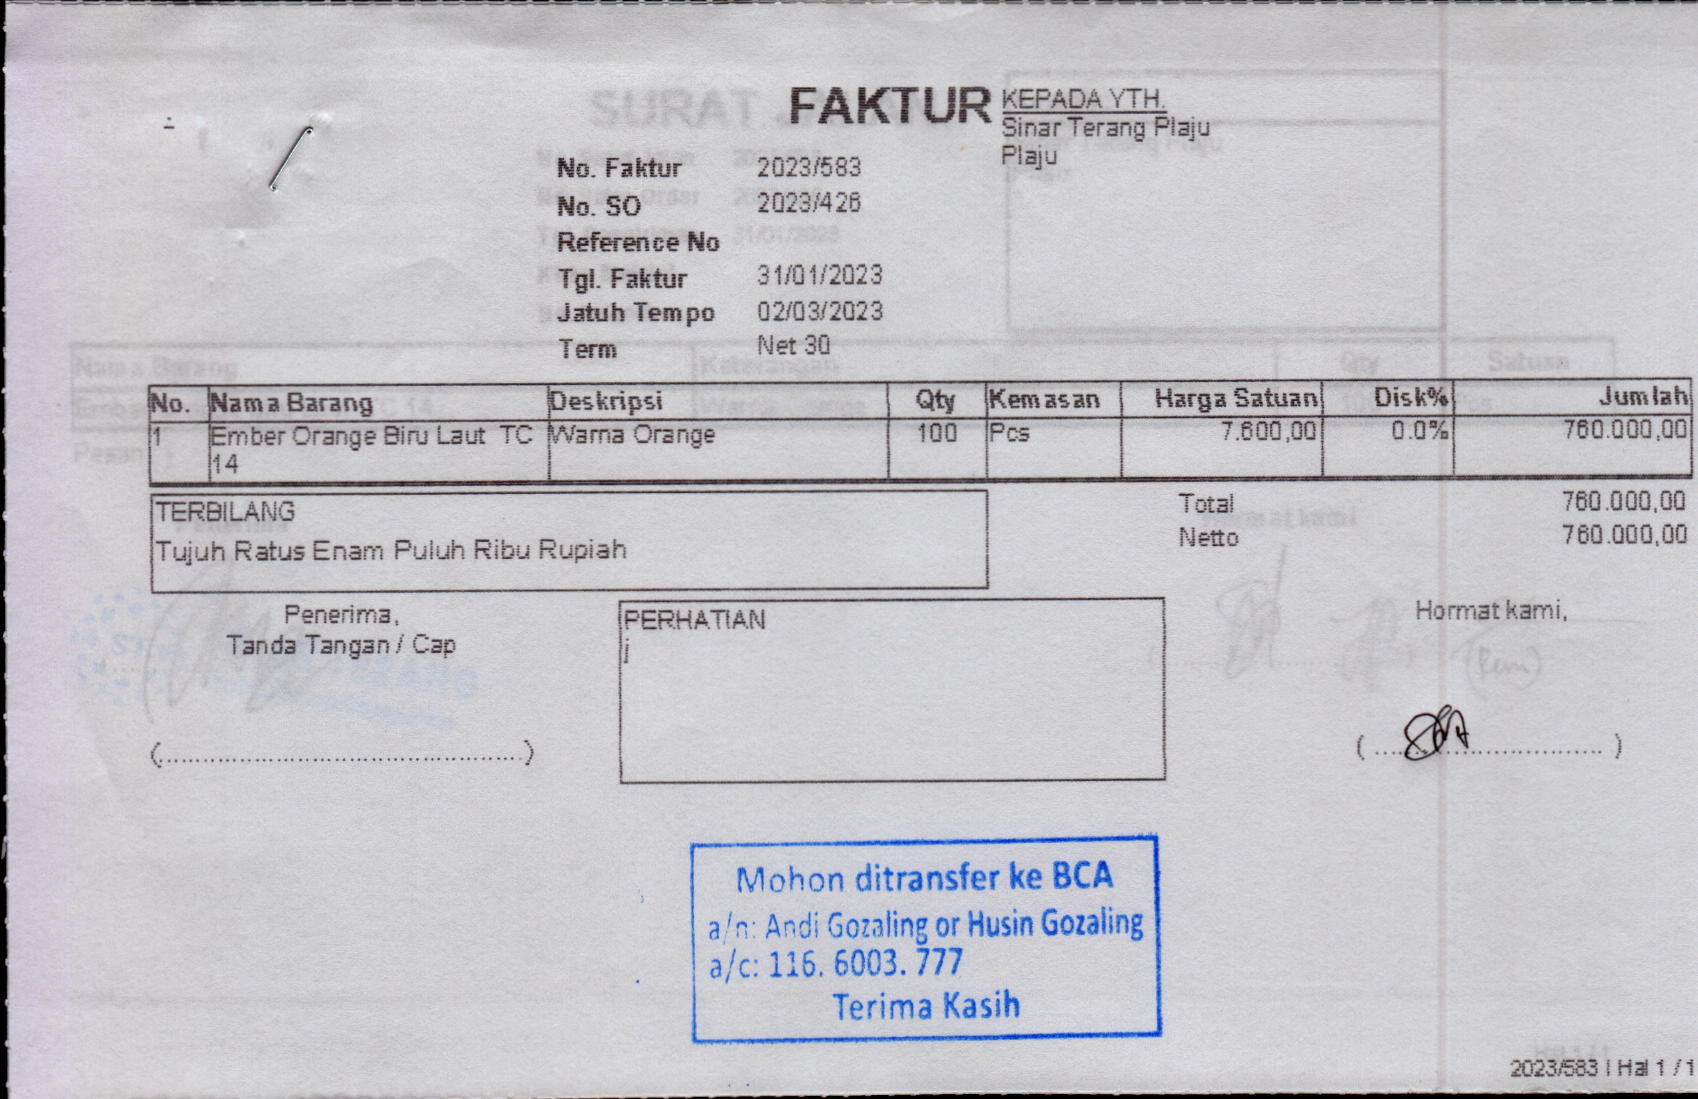 FAKTUR
KEPADA YTH.
Sinar Terang Plaju
Plaju
No. Faktur 2023/583
No. SO 2023/426
Reference No
Tgl. Faktur 31/01/2023
Jatuh Tempo 02/03/2023
Term Net 30
No. Nama Barang Deskripsi Qty Kemasan Harga Satuan Disk% Jumlah
1 Ember Orange Biru Laut TC Warna Orange 100 Pcs 7.600,00 0.0% 760.000,00
14
TERBILANG
Tujuh Ratus Enam Puluh Ribu Rupiah
Total 760.000,00
Netto 760.000,00
Penerima,
Tanda Tangan / Cap
(................................................)
PERHATIAN
j
Hormat kami,
( ................................ )
Mohon ditransfer ke BCA
a/n: Andi Gozaling or Husin Gozaling
a/c: 116. 6003. 777
Terima Kasih
2023/583 | Hal 1 / 1